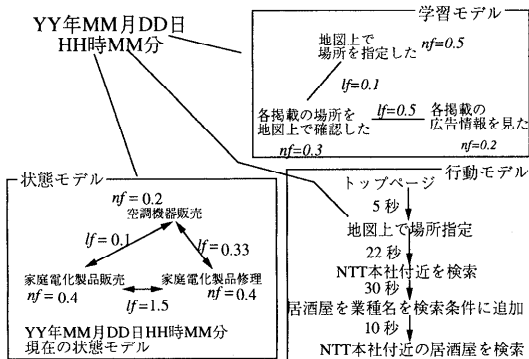 YY年MM月DD日
HH時MM分
学習モデル
地図上で
場所を指定した
nf=0.5
lf=0.1
各掲載の場所を
地図上で確認した
lf=0.5
各掲載の
広告情報を見た
nf=0.3
nf=0.2
状態モデル
nf = 0.2
空調機器販売
lf = 0.1
lf = 0.33
家庭電化製品販売
nf = 0.4
家庭電化製品修理
nf = 0.4
lf = 1.5
YY年MM月DD日HH時MM分
現在の状態モデル
行動モデル
トップページ
5 秒
地図上で場所指定
22 秒
NTT本社付近を検索
30 秒
居酒屋を業種名を検索条件に追加
10 秒
NTT本社付近の居酒屋を検索